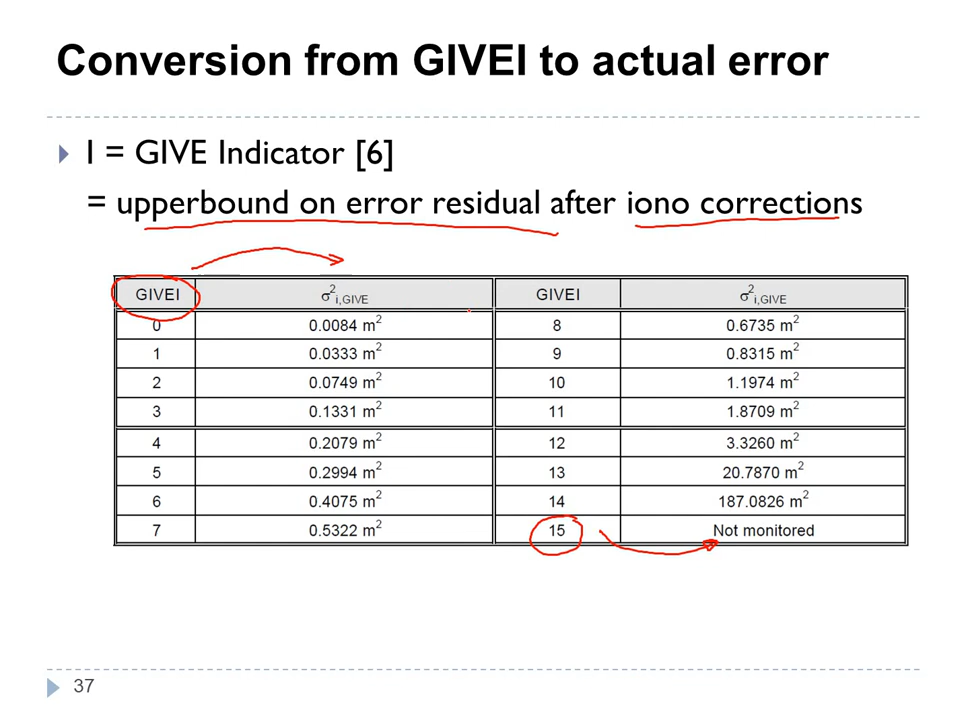 Conversion from GIVEI to actual error
I = GIVE Indicator [6]
= upperbound on error residual after iono corrections
GIVEI σ²i,GIVE GIVEI σ²i,GIVE
0 0.0084 m² 8 0.6735 m²
1 0.0333 m² 9 0.8315 m²
2 0.0749 m² 10 1.1974 m²
3 0.1331 m² 11 1.8709 m²
4 0.2079 m² 12 3.3260 m²
5 0.2994 m² 13 20.7870 m²
6 0.4075 m² 14 187.0826 m²
7 0.5322 m² 15 Not monitored
37